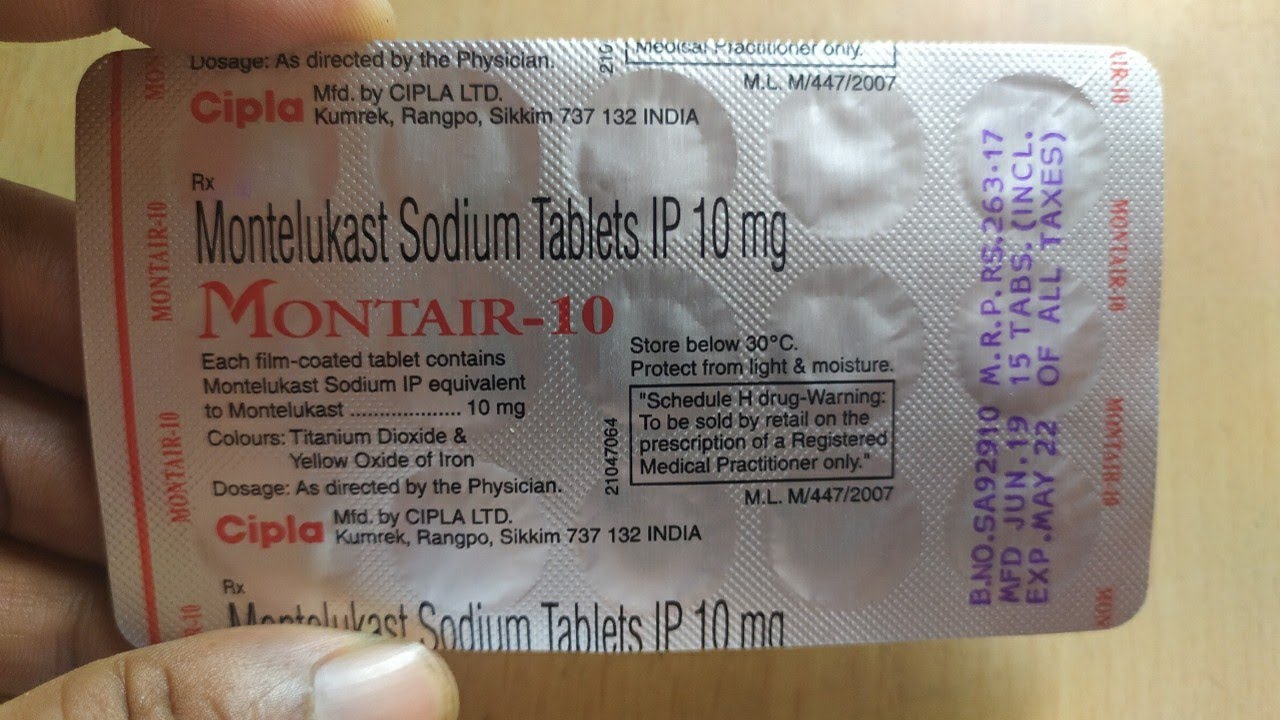 Dosage: As directed by the Physician.
Medical Practitioner only."
M.L. M/447/2007
Cipla
Mfd. by CIPLA LTD.
Kumrek, Rangpo, Sikkim 737 132 INDIA
Rx
Montelukast Sodium Tablets IP 10 mg
MONTAIR-10
Each film-coated tablet contains
Montelukast Sodium IP equivalent
to Montelukast ................... 10 mg
Colours: Titanium Dioxide &
Yellow Oxide of Iron
Dosage: As directed by the Physician.
Store below 30°C.
Protect from light & moisture.
"Schedule H drug-Warning:
To be sold by retail on the
prescription of a Registered
Medical Practitioner only."
21047064
M.L. M/447/2007
Cipla
Mfd. by CIPLA LTD.
Kumrek, Rangpo, Sikkim 737 132 INDIA
Rx
Montelukast Sodium Tablets IP 10 mg
MONTAIR-10
MONTAIR-10
MONTAIR-10
MONTAIR-10
B.NO.SA92910 M.R.P.RS.263.17
MFD JUN.19 15 TABS.(INCL.
EXP.MAY 22 OF ALL TAXES)